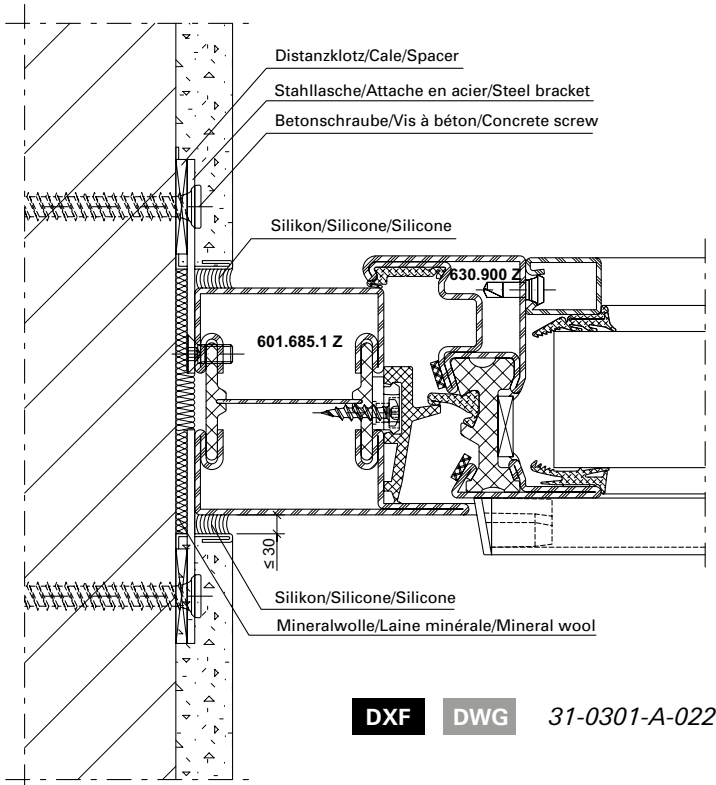 Distanzklotz/Cale/Spacer
Stahllasche/Attache en acier/Steel bracket
Betonschraube/Vis à béton/Concrete screw
Silikon/Silicone/Silicone
630.900 Z
601.685.1 Z
≤ 30
Silikon/Silicone/Silicone
Mineralwolle/Laine minérale/Mineral wool
DXF DWG 31-0301-A-022